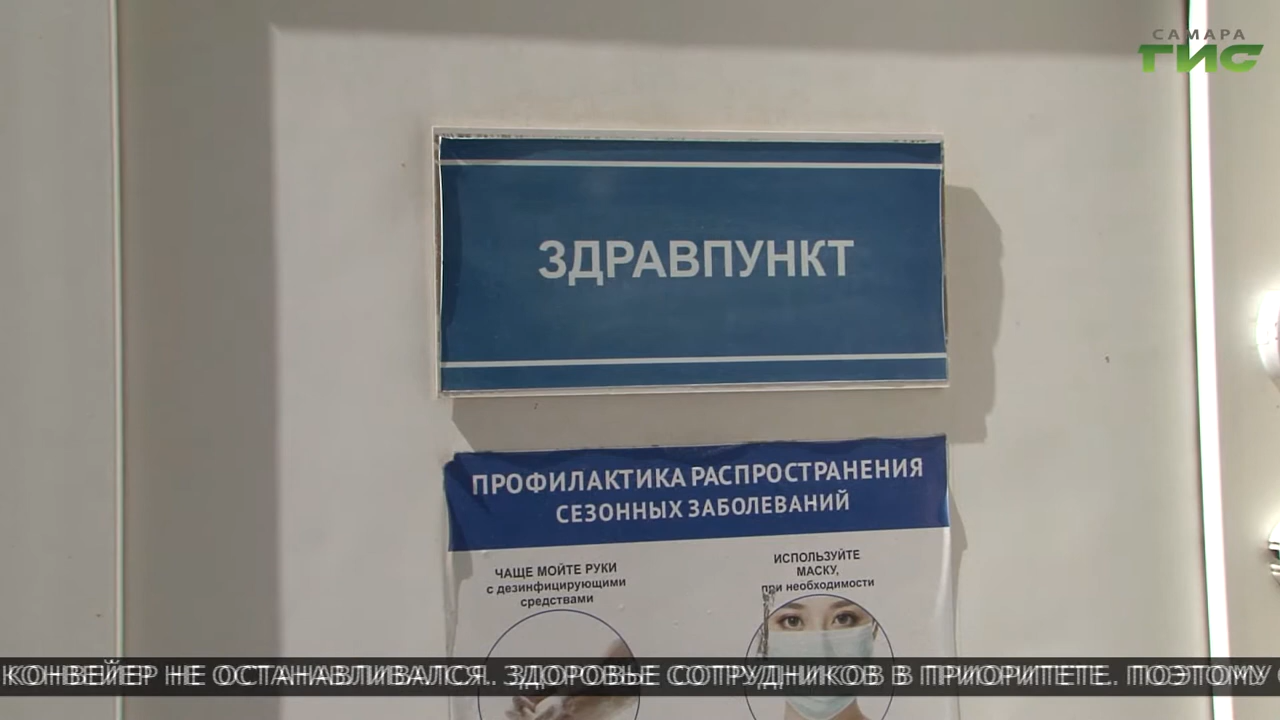 САМАРА
ГИС
ЗДРАВПУНКТ
ПРОФИЛАКТИКА РАСПРОСТРАНЕНИЯ
СЕЗОННЫХ ЗАБОЛЕВАНИЙ
ЧАЩЕ МОЙТЕ РУКИ
с дезинфицирующими
средствами
ИСПОЛЬЗУЙТЕ
МАСКУ,
при необходимости
КОНВЕЙЕР НЕ ОСТАНАВЛИВАЛСЯ. ЗДОРОВЬЕ СОТРУДНИКОВ В ПРИОРИТЕТЕ. ПОЭТОМУ